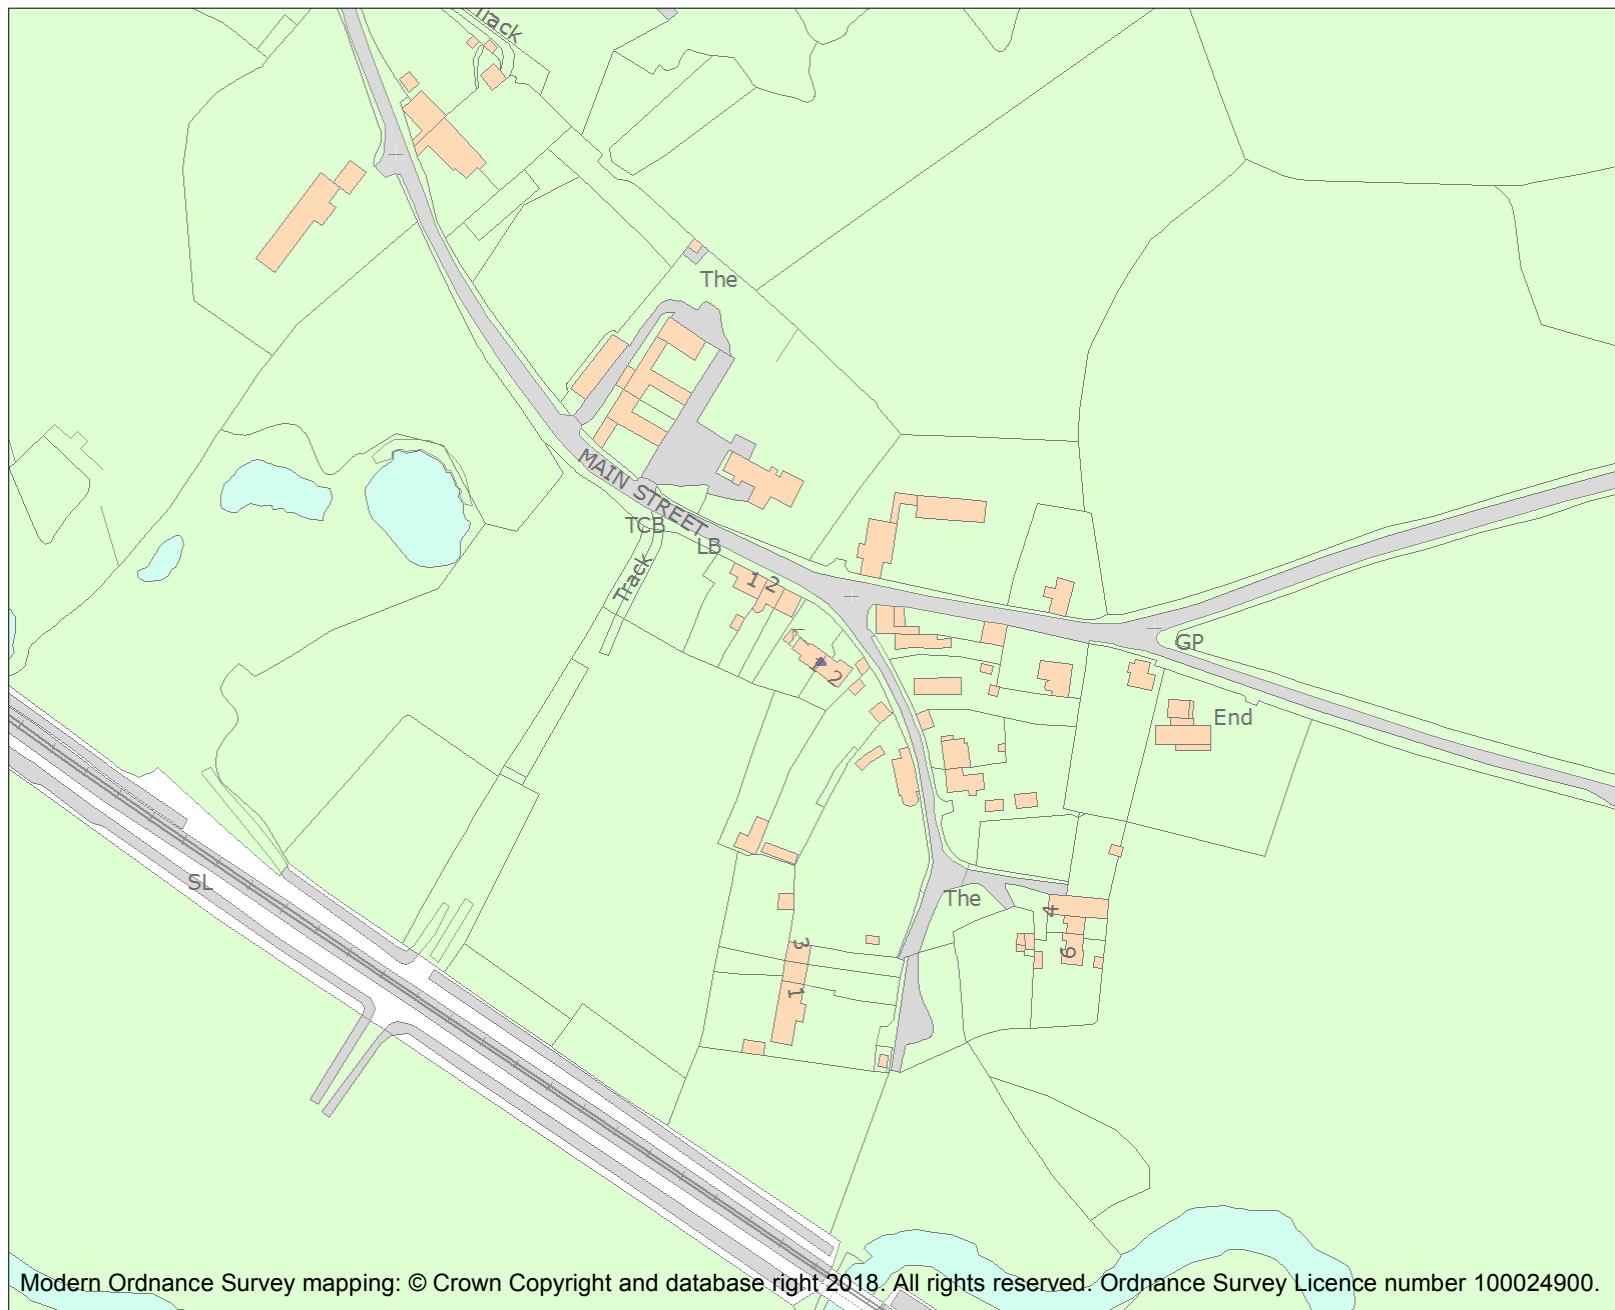 Track
The
MAIN STREET
TCB
LB
Track
1 2
1 2
GP
End
SL
The
4
6
3
1
Modern Ordnance Survey mapping: © Crown Copyright and database right 2018. All rights reserved. Ordnance Survey Licence number 100024900.